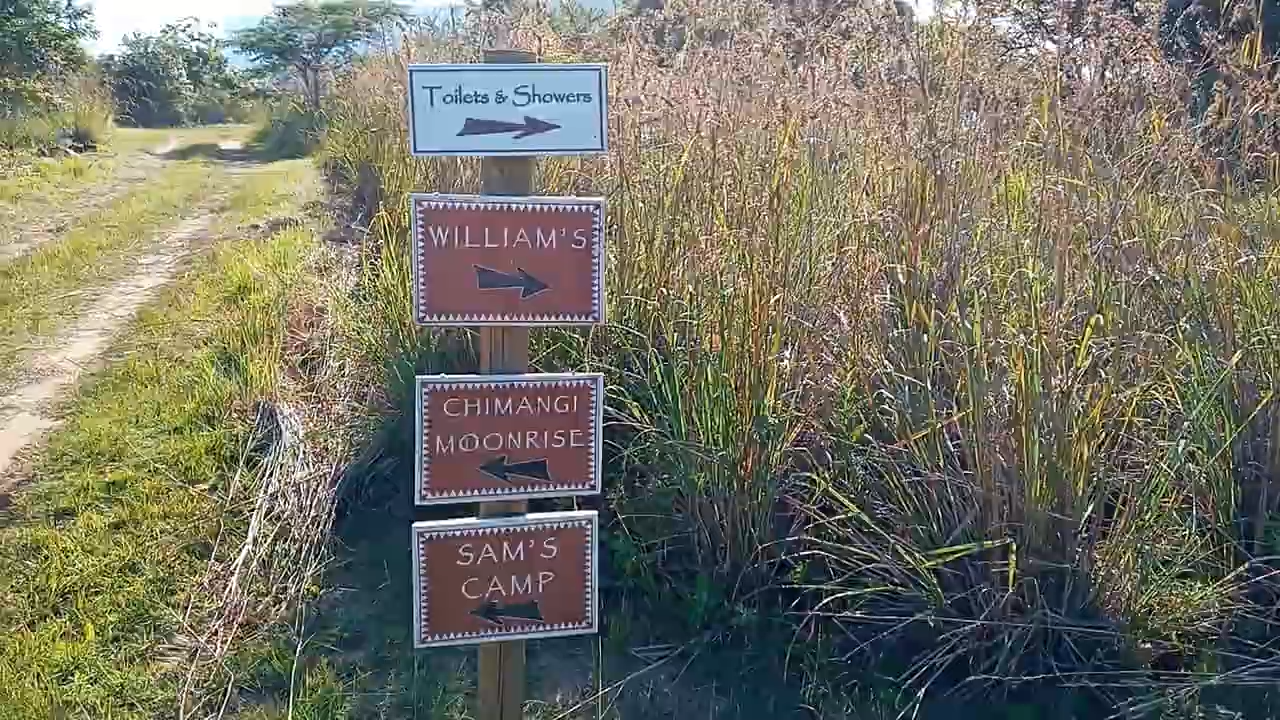 Toilets & Showers
WILLIAM'S
CHIMANGI
MOONRISE
SAM'S
CAMP